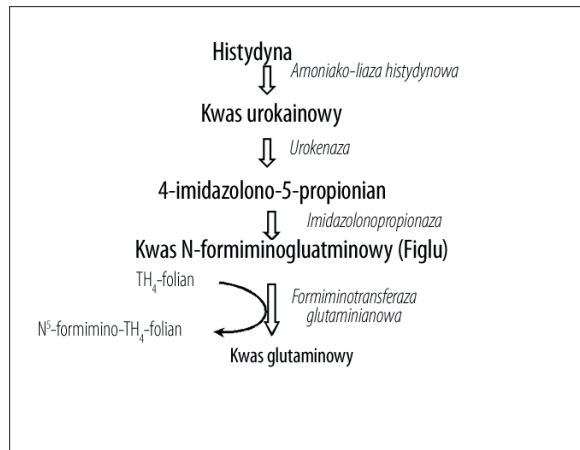 Histydyna
Amoniako-liaza histydynowa
Kwas urokainowy
Urokenaza
4-imidazolono-5-propionian
Imidazolonopropionaza
Kwas N-formiminogluatminowy (Figlu)
TH₄-folian
Formiminotransferaza
glutaminianowa
N⁵-formimino-TH₄-folian
Kwas glutaminowy